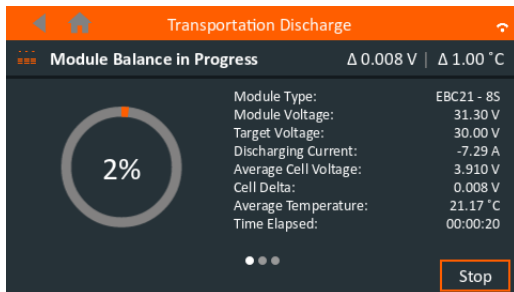 Transportation Discharge
Module Balance in Progress Δ 0.008 V | Δ 1.00 ˚C
Module Type: EBC21 - 8S
Module Voltage: 31.30 V
Target Voltage: 30.00 V
Discharging Current: -7.29 A
Average Cell Voltage: 3.910 V
Cell Delta: 0.008 V
Average Temperature: 21.17 ˚C
Time Elapsed: 00:00:20
2%
Stop